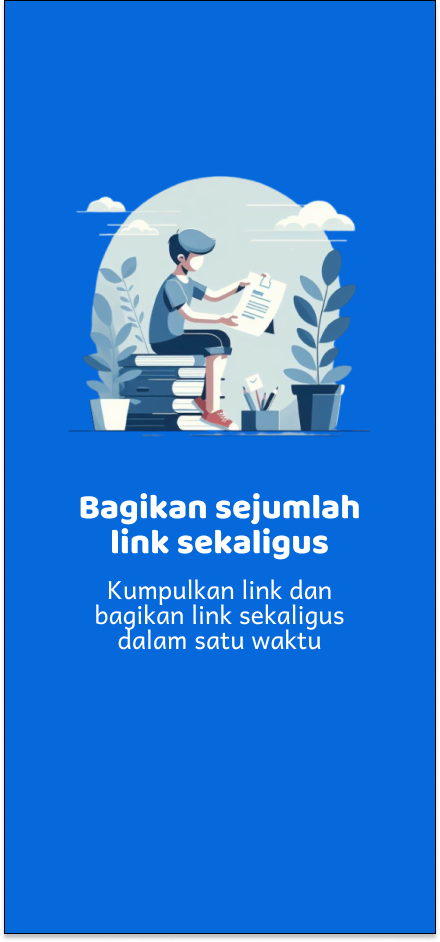 Bagikan sejumlah
link sekaligus
Kumpulkan link dan
bagikan link sekaligus
dalam satu waktu